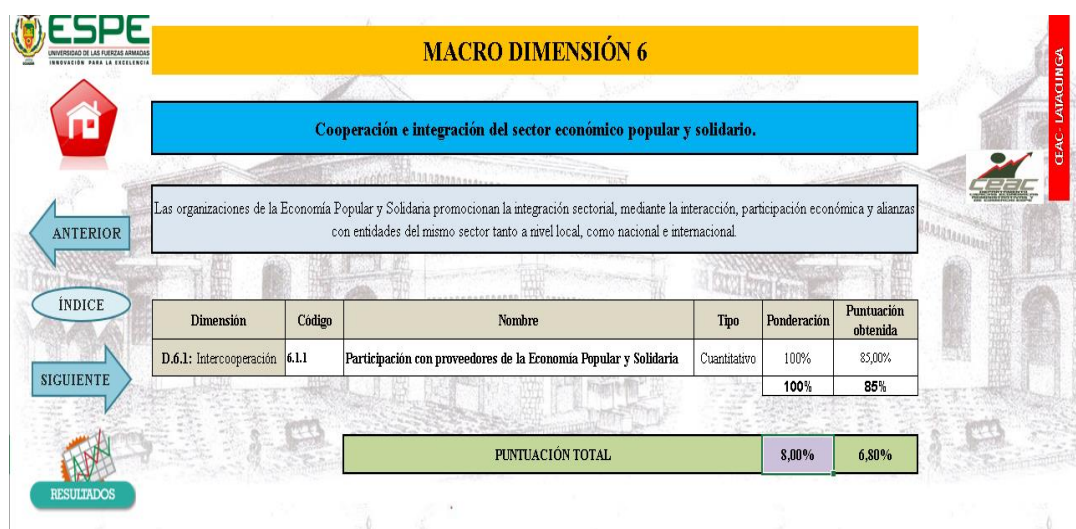 ESPE
UNIVERSIDAD DE LAS FUERZAS ARMADAS
INNOVACIÓN PARA LA EXCELENCIA
MACRO DIMENSIÓN 6
CEAC- LATACUNGA
Cooperación e integración del sector económico popular y solidario.
ceac
DEPARTAMENTO
Las organizaciones de la Economía Popular y Solidaria promocionan la integración sectorial, mediante la interacción, participación económica y alianzas
con entidades del mismo sector tanto a nivel local, como nacional e internacional.
ANTERIOR
ÍNDICE
SIGUIENTE
Dimensión Código Nombre Tipo Ponderación Puntuación obtenida
D.6.1: Intercooperación 6.1.1 Participación con proveedores de la Economía Popular y Solidaria Cuantitativo 100% 85,00%
100% 85%
PUNTUACIÓN TOTAL 8,00% 6,80%
RESULTADOS